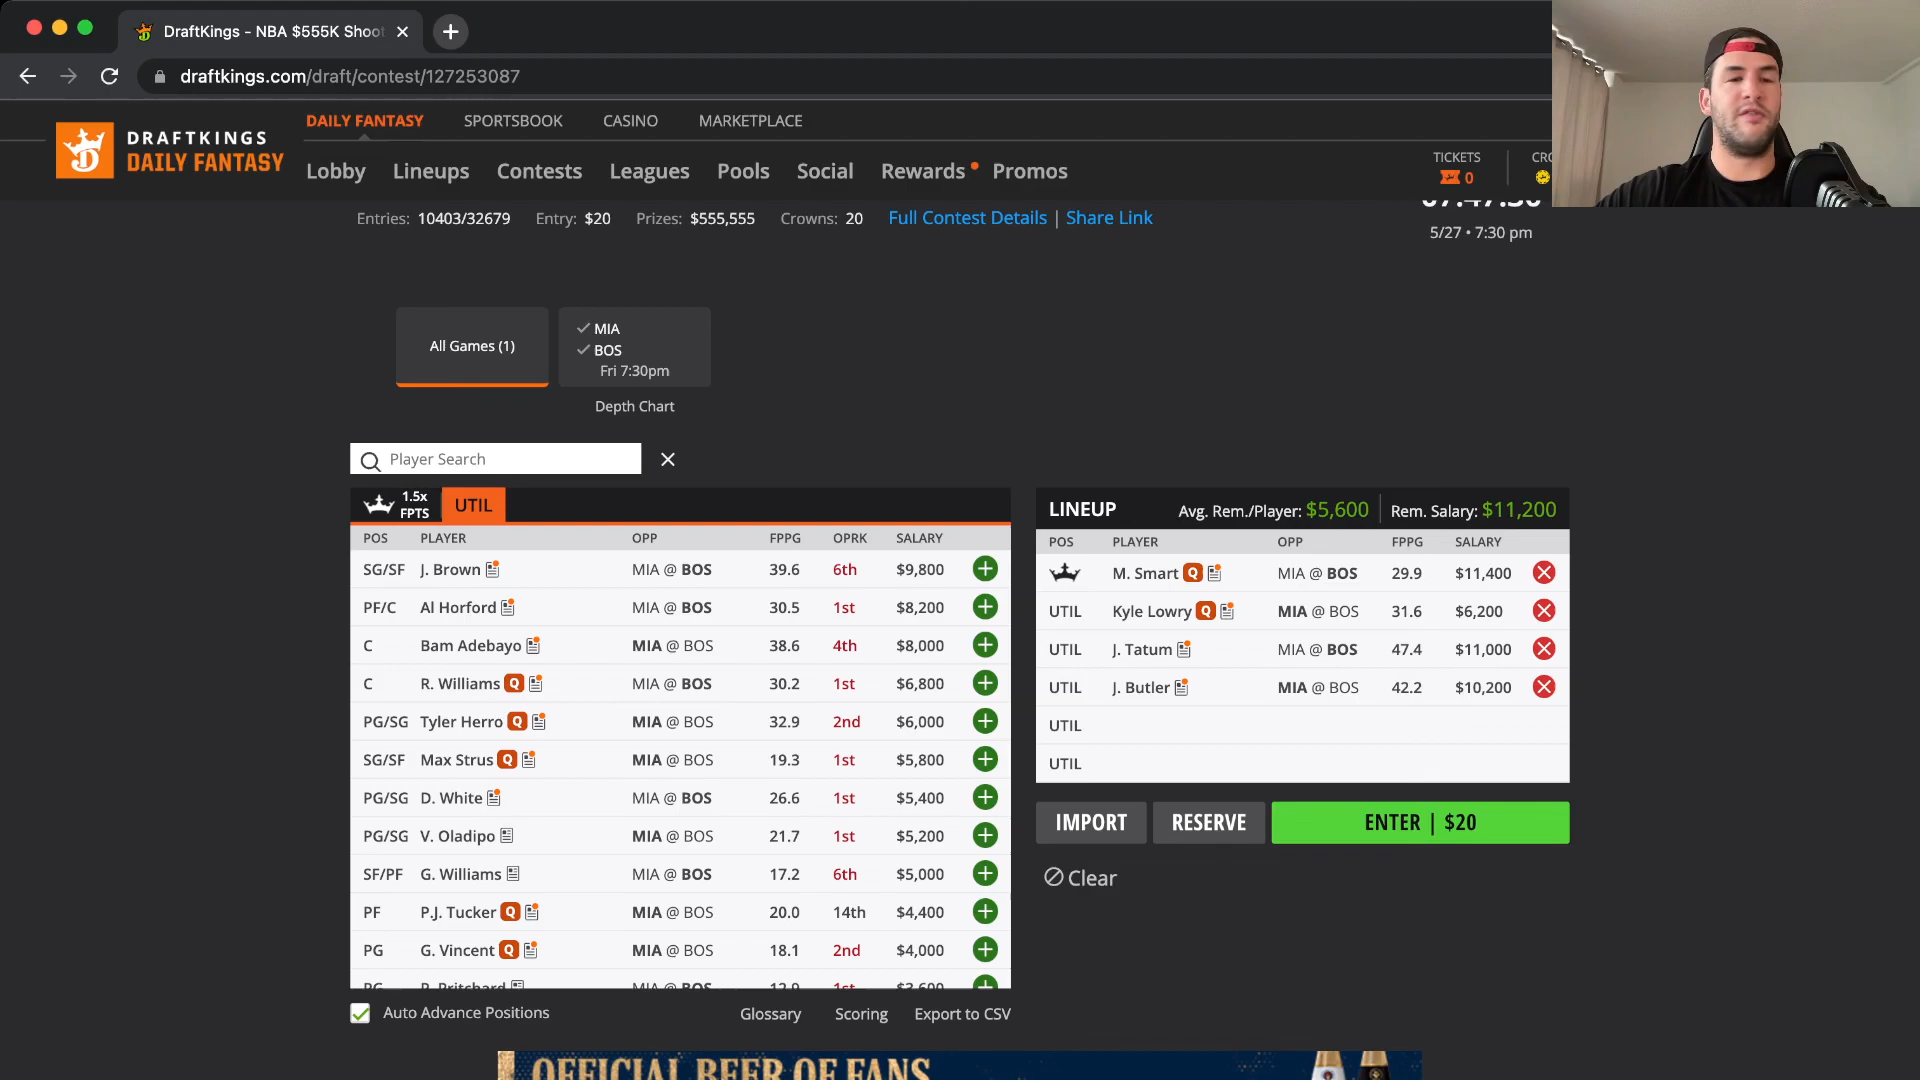 DraftKings - NBA $555K Shoot
draftkings.com/draft/contest/127253087
DRAFTKINGS
DAILY FANTASY
DAILY FANTASY SPORTSBOOK CASINO MARKETPLACE
Lobby Lineups Contests Leagues Pools Social Rewards Promos
TICKETS
0
CRO
Entries: 10403/32679 Entry: $20 Prizes: $555,555 Crowns: 20 Full Contest Details | Share Link
5/27 • 7:30 pm
All Games (1)
MIA
BOS
Fri 7:30pm
Depth Chart
Player Search
1.5x
FPTS
UTIL
POS PLAYER OPP FPPG OPRK SALARY
SG/SF J. Brown MIA @ BOS 39.6 6th $9,800
PF/C Al Horford MIA @ BOS 30.5 1st $8,200
C Bam Adebayo MIA @ BOS 38.6 4th $8,000
C R. Williams Q MIA @ BOS 30.2 1st $6,800
PG/SG Tyler Herro Q MIA @ BOS 32.9 2nd $6,000
SG/SF Max Strus Q MIA @ BOS 19.3 1st $5,800
PG/SG D. White MIA @ BOS 26.6 1st $5,400
PG/SG V. Oladipo MIA @ BOS 21.7 1st $5,200
SF/PF G. Williams MIA @ BOS 17.2 6th $5,000
PF P.J. Tucker Q MIA @ BOS 20.0 14th $4,400
PG G. Vincent Q MIA @ BOS 18.1 2nd $4,000
PG P. Pritchard MIA @ BOS 12.9 1st $3,600
Auto Advance Positions
Glossary Scoring Export to CSV
LINEUP Avg. Rem./Player: $5,600 Rem. Salary: $11,200
POS PLAYER OPP FPPG SALARY
M. Smart Q MIA @ BOS 29.9 $11,400
UTIL Kyle Lowry Q MIA @ BOS 31.6 $6,200
UTIL J. Tatum MIA @ BOS 47.4 $11,000
UTIL J. Butler MIA @ BOS 42.2 $10,200
UTIL
UTIL
IMPORT RESERVE ENTER | $20
Clear
OFFICIAL BEER OF FANS